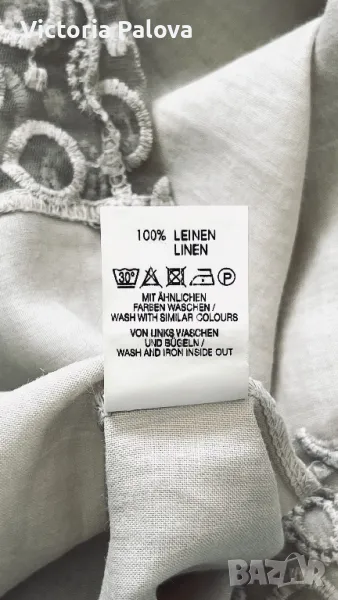 Victoria Palova
100% LEINEN
LINEN
30°
P
MIT ÄHNLICHEN
FARBEN WASCHEN /
WASH WITH SIMILAR COLOURS
VON LINKS WASCHEN
UND BÜGELN /
WASH AND IRON INSIDE OUT
BAZAR